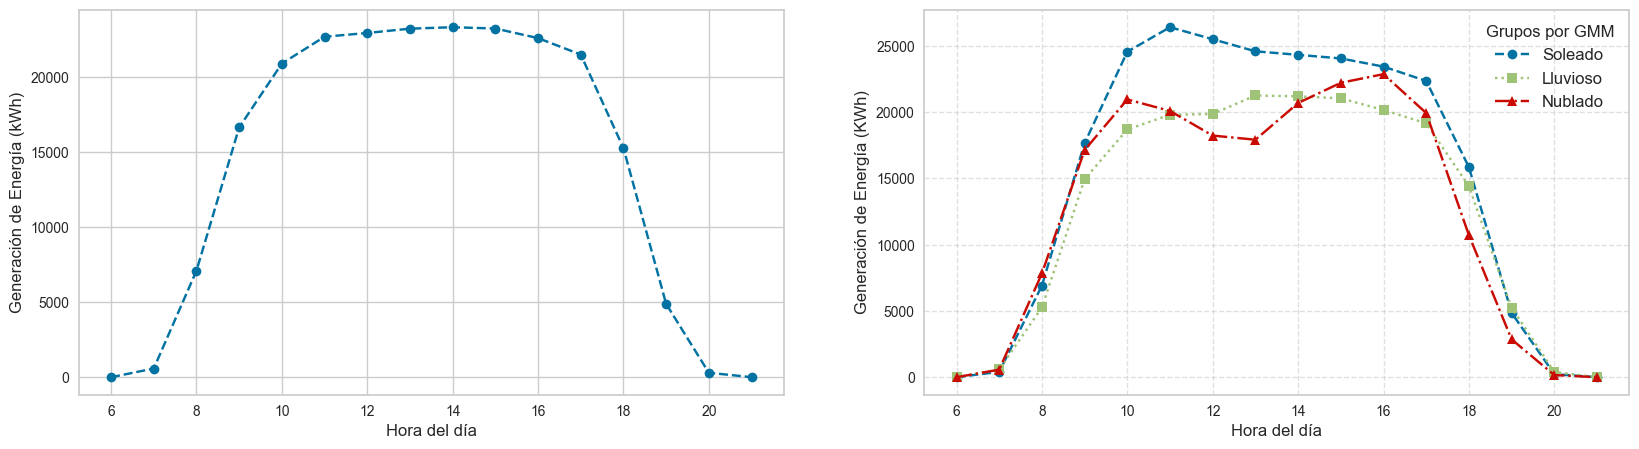 Generación de Energía (KWh)
20000
15000
10000
5000
0
6 8 10 12 14 16 18 20
Hora del día
Generación de Energía (KWh)
25000
20000
15000
10000
5000
0
6 8 10 12 14 16 18 20
Hora del día
Grupos por GMM
Soleado
Lluvioso
Nublado